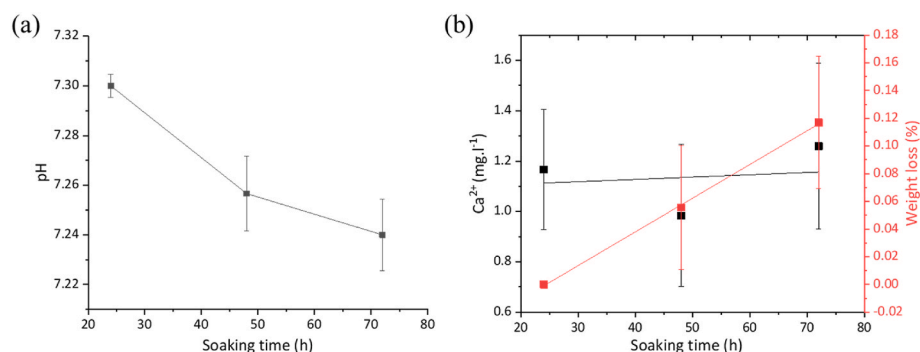 (a)
7.32
7.30
7.28
7.26
7.24
7.22
pH
20 30 40 50 60 70 80
Soaking time (h)
(b)
1.6
1.4
1.2
1.0
0.8
0.6
Ca²⁺ (mg.l⁻¹)
0.18
0.16
0.14
0.12
0.10
0.08
0.06
0.04
0.02
0.00
-0.02
Weight loss (%)
20 30 40 50 60 70 80
Soaking time (h)